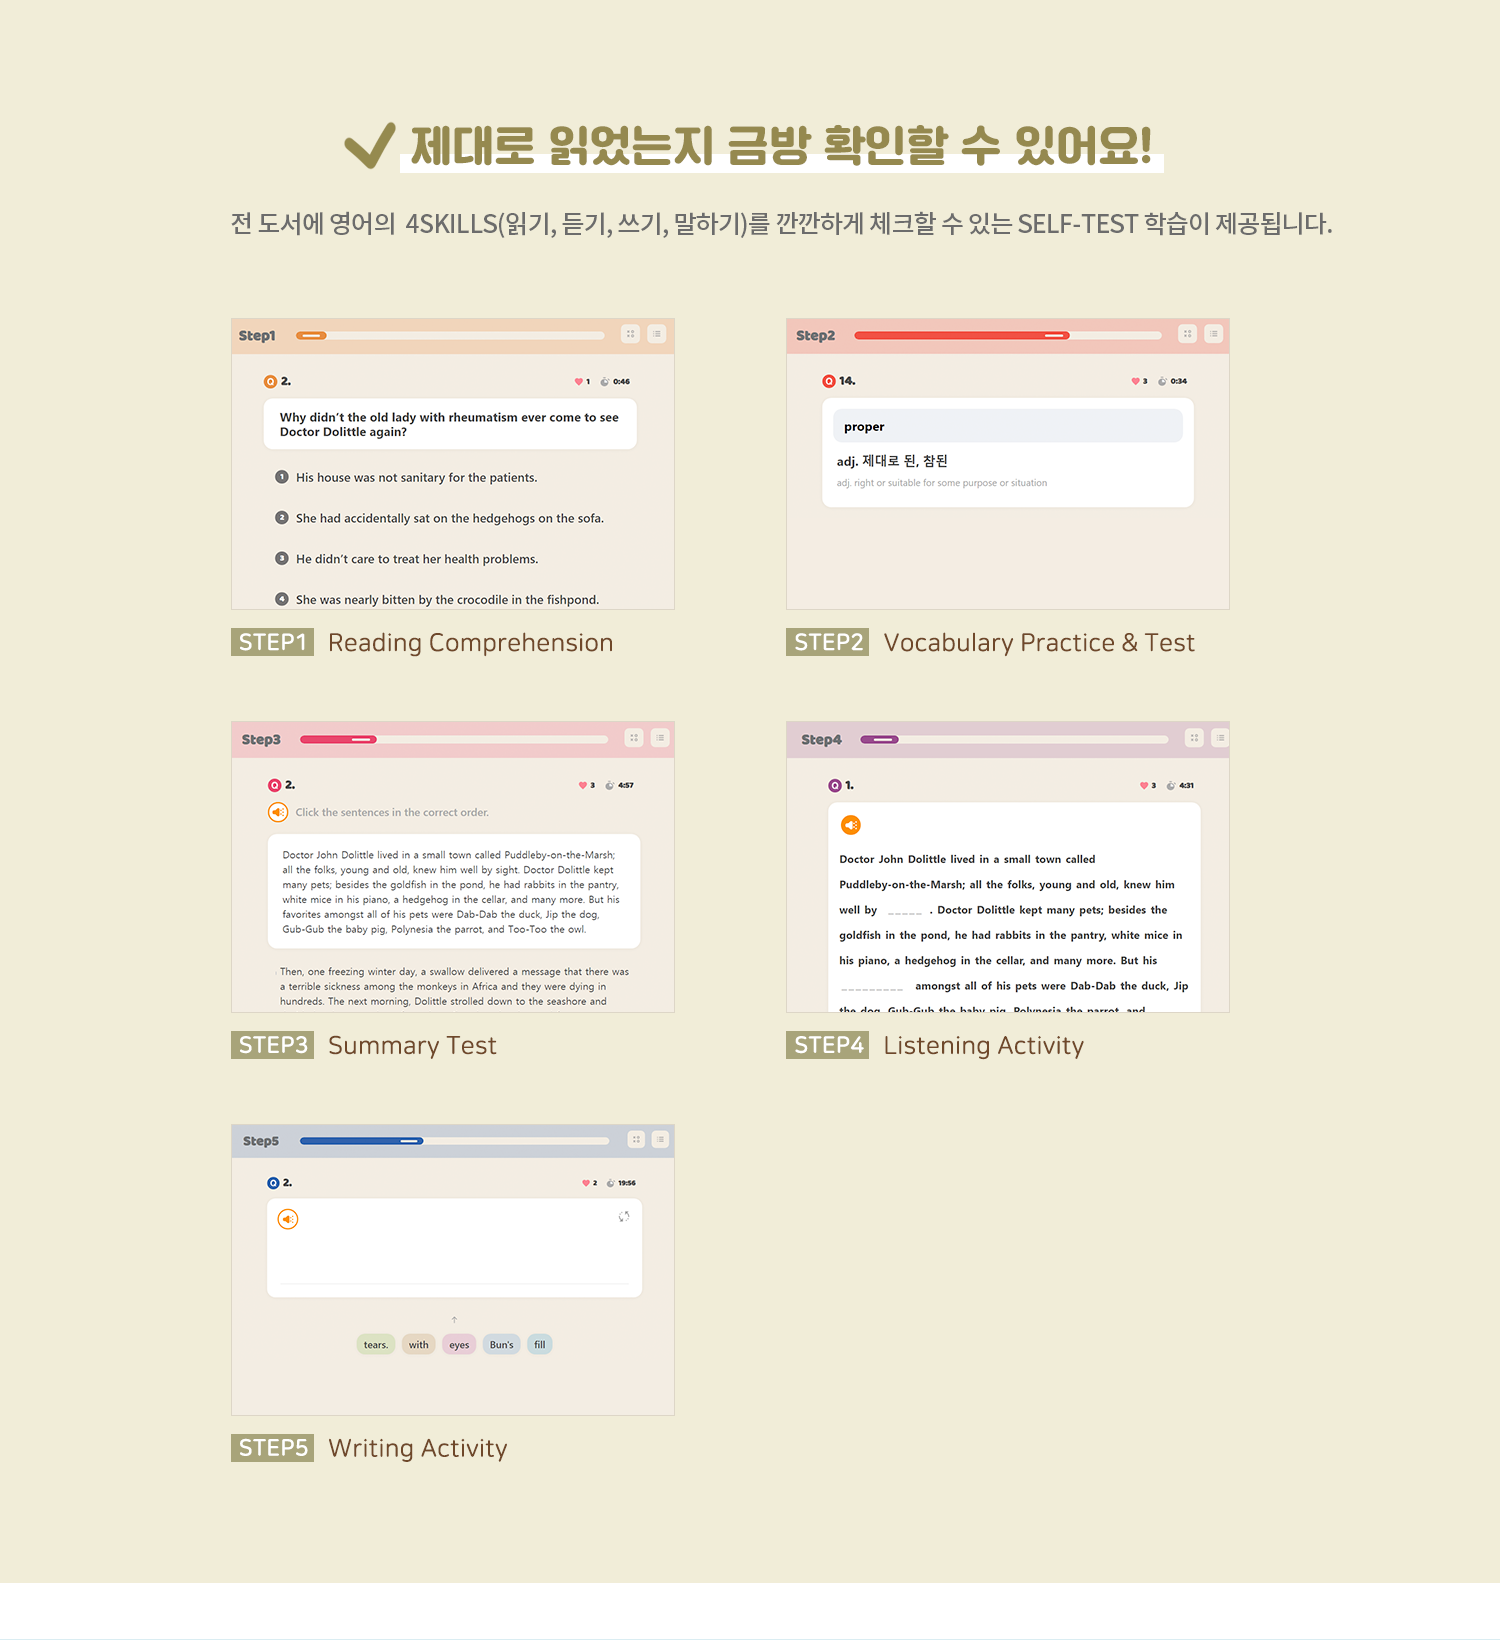 제대로 읽었는지 금방 확인할 수 있어요!
전 도서에 영어의 4SKILLS(읽기, 듣기, 쓰기, 말하기)를 깐깐하게 체크할 수 있는 SELF-TEST 학습이 제공됩니다.
Step1
Q 2.
1 0:46
Why didn't the old lady with rheumatism ever come to see
Doctor Dolittle again?
1 His house was not sanitary for the patients.
2 She had accidentally sat on the hedgehogs on the sofa.
3 He didn't care to treat her health problems.
4 She was nearly bitten by the crocodile in the fishpond.
STEP1 Reading Comprehension
Step2
Q 14.
3 0:34
proper
adj. 제대로 된, 참된
adj. right or suitable for some purpose or situation
STEP2 Vocabulary Practice & Test
Step3
Q 2.
3 4:57
Click the sentences in the correct order.
Doctor John Dolittle lived in a small town called Puddleby-on-the-Marsh;
all the folks, young and old, knew him well by sight. Doctor Dolittle kept
many pets; besides the goldfish in the pond, he had rabbits in the pantry,
white mice in his piano, a hedgehog in the cellar, and many more. But his
favorites amongst all of his pets were Dab-Dab the duck, Jip the dog,
Gub-Gub the baby pig, Polynesia the parrot, and Too-Too the owl.
Then, one freezing winter day, a swallow delivered a message that there was
a terrible sickness among the monkeys in Africa and they were dying in
hundreds. The next morning, Dolittle strolled down to the seashore and
STEP3 Summary Test
Step4
Q 1.
3 4:31
Doctor John Dolittle lived in a small town called
Puddleby-on-the-Marsh; all the folks, young and old, knew him
well by _____ . Doctor Dolittle kept many pets; besides the
goldfish in the pond, he had rabbits in the pantry, white mice in
his piano, a hedgehog in the cellar, and many more. But his
_________ amongst all of his pets were Dab-Dab the duck, Jip
the dog, Gub-Gub the baby pig, Polynesia the parrot, and
STEP4 Listening Activity
Step5
Q 2.
2 19:56
tears. with eyes Bun's fill
STEP5 Writing Activity